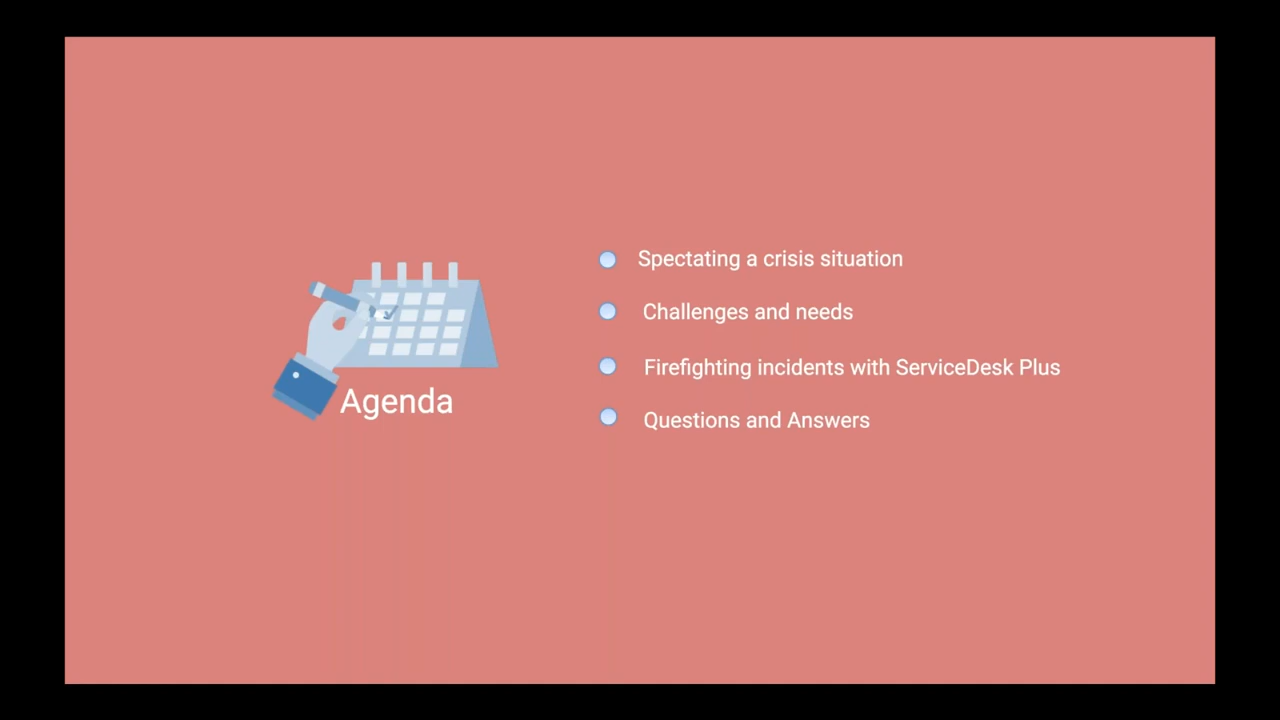 Agenda
Spectating a crisis situation
Challenges and needs
Firefighting incidents with ServiceDesk Plus
Questions and Answers